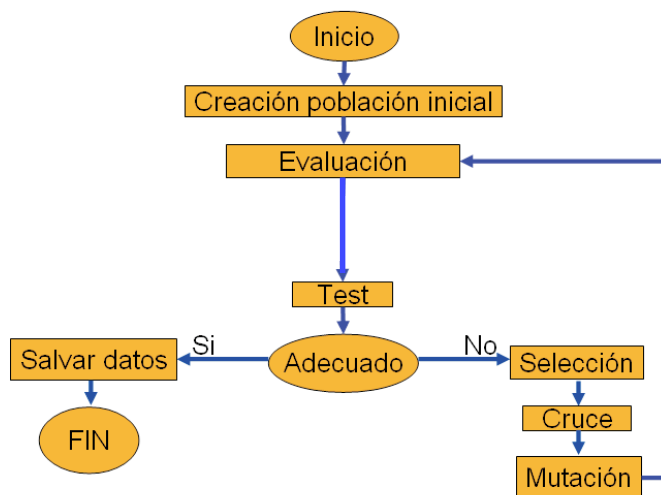 Inicio
Creación población inicial
Evaluación
Test
Adecuado
Si
No
Salvar datos
Selección
FIN
Cruce
Mutación